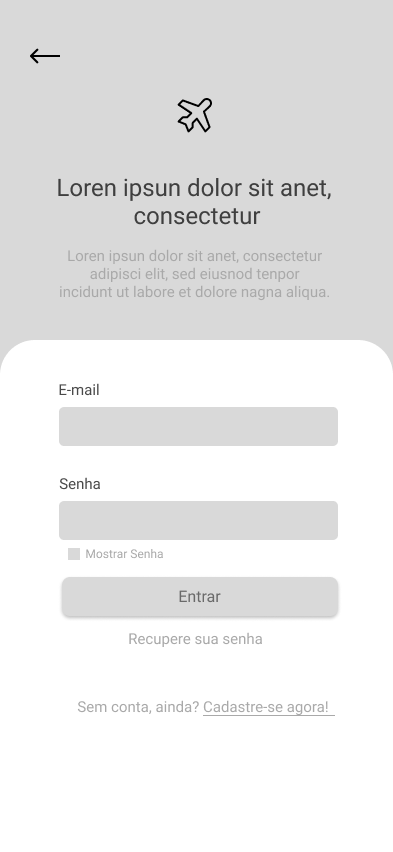 Loren ipsun dolor sit anet,
consectetur
Loren ipsun dolor sit anet, consectetur
adipisci elit, sed eiusnod tenpor
incidunt ut labore et dolore nagna aliqua.
E-mail
Senha
Mostrar Senha
Entrar
Recupere sua senha
Sem conta, ainda? Cadastre-se agora!